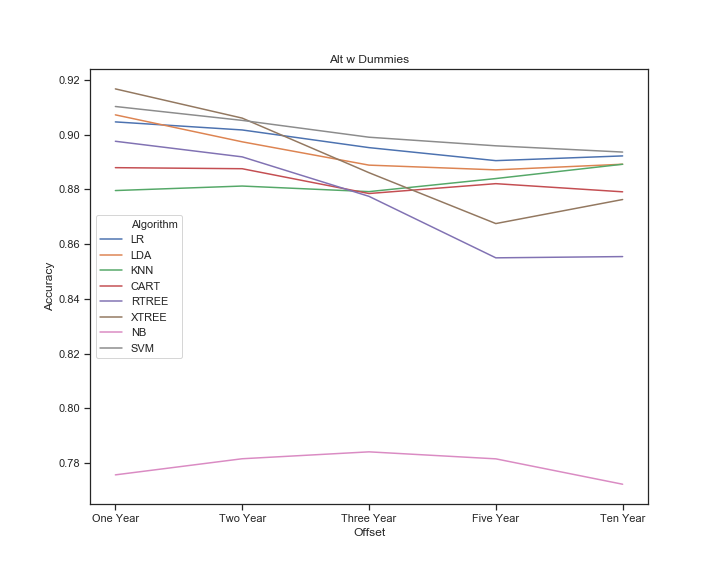 Alt w Dummies
0.92
0.90
0.88
0.86
0.84
0.82
0.80
0.78
Accuracy
Algorithm
LR
LDA
KNN
CART
RTREE
XTREE
NB
SVM
One Year Two Year Three Year Five Year Ten Year
Offset